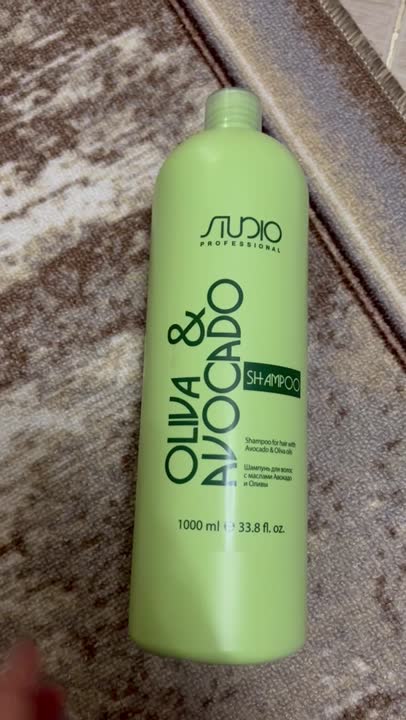 STUDIO
PROFESSIONAL
OLIVA &
AVOCADO
SHAMPOO
Shampoo for hair with
Avocado & Oliva oils
Шампунь для волос
с маслами Авокадо
и Оливы
1000 ml ℮ 33.8 fl. oz.